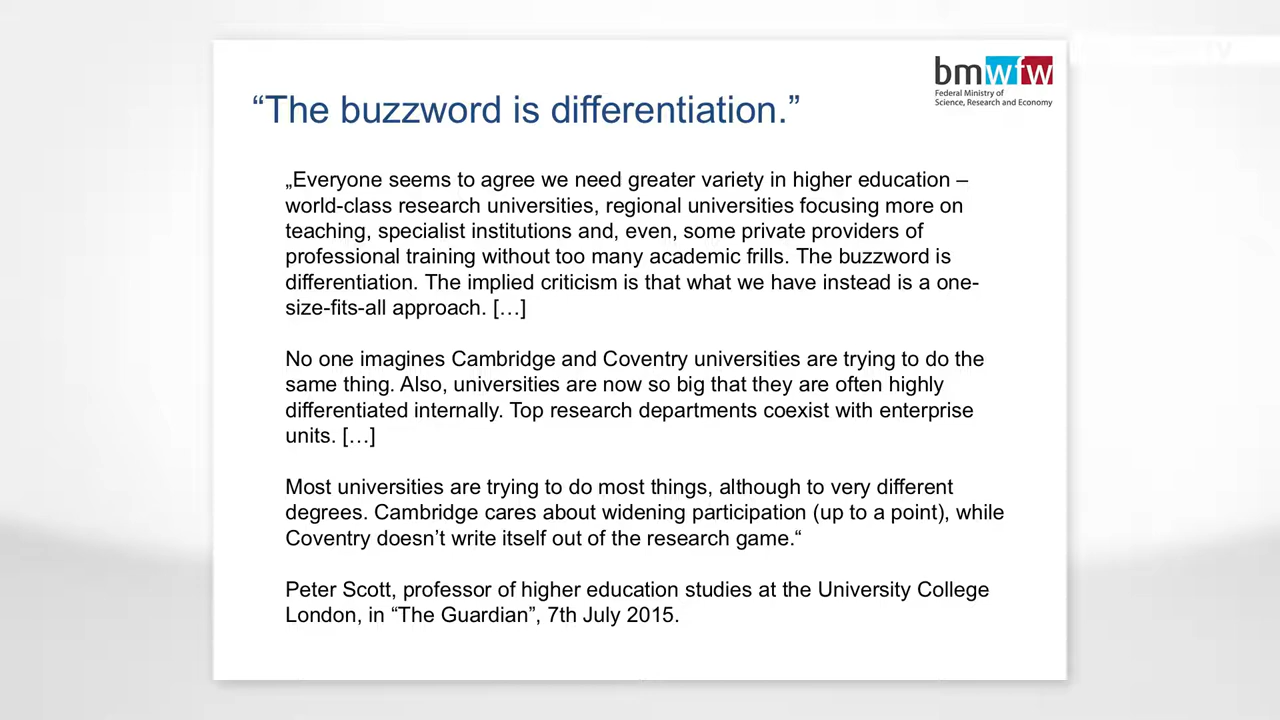 bmwfw
Federal Ministry of
Science, Research and Economy
“The buzzword is differentiation.”
„Everyone seems to agree we need greater variety in higher education –
world-class research universities, regional universities focusing more on
teaching, specialist institutions and, even, some private providers of
professional training without too many academic frills. The buzzword is
differentiation. The implied criticism is that what we have instead is a one-
size-fits-all approach. […]
No one imagines Cambridge and Coventry universities are trying to do the
same thing. Also, universities are now so big that they are often highly
differentiated internally. Top research departments coexist with enterprise
units. […]
Most universities are trying to do most things, although to very different
degrees. Cambridge cares about widening participation (up to a point), while
Coventry doesn’t write itself out of the research game.“
Peter Scott, professor of higher education studies at the University College
London, in “The Guardian”, 7th July 2015.